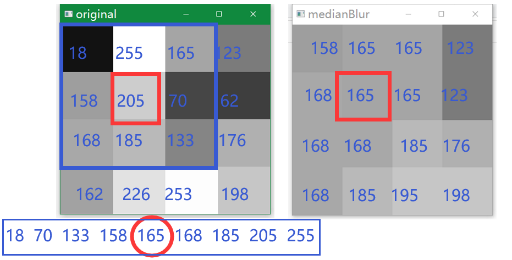 original
18 255 165 123
158 205 70 62
168 185 133 176
162 226 253 198
medianBlur
158 165 165 123
168 165 165 123
168 168 185 176
168 185 195 198
18 70 133 158 165 168 185 205 255